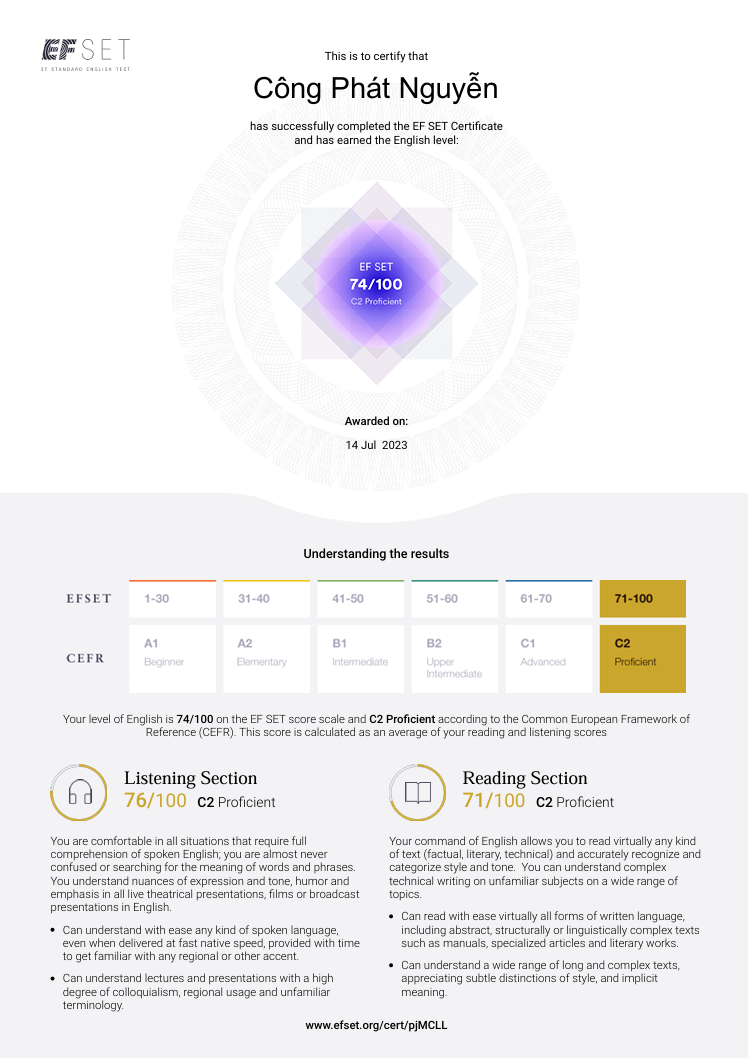 EF SET
EF STANDARD ENGLISH TEST
This is to certify that
Công Phát Nguyễn
has successfully completed the EF SET Certificate
and has earned the English level:
EF SET
74/100
C2 Proficient
Awarded on:
14 Jul 2023
Understanding the results
EFSET 1-30 31-40 41-50 51-60 61-70 71-100
CEFR
A1 A2 B1 B2 C1 C2
Beginner Elementary Intermediate Upper Advanced Proficient
Intermediate
Your level of English is 74/100 on the EF SET score scale and C2 Proficient according to the Common European Framework of
Reference (CEFR). This score is calculated as an average of your reading and listening scores
Listening Section
76/100 C2 Proficient
You are comfortable in all situations that require full
comprehension of spoken English; you are almost never
confused or searching for the meaning of words and phrases.
You understand nuances of expression and tone, humor and
emphasis in all live theatrical presentations, films or broadcast
presentations in English.
• Can understand with ease any kind of spoken language,
even when delivered at fast native speed, provided with time
to get familiar with any regional or other accent.
• Can understand lectures and presentations with a high
degree of colloquialism, regional usage and unfamiliar
terminology.
Reading Section
71/100 C2 Proficient
Your command of English allows you to read virtually any kind
of text (factual, literary, technical) and accurately recognize and
categorize style and tone. You can understand complex
technical writing on unfamiliar subjects on a wide range of
topics.
• Can read with ease virtually all forms of written language,
including abstract, structurally or linguistically complex texts
such as manuals, specialized articles and literary works.
• Can understand a wide range of long and complex texts,
appreciating subtle distinctions of style, and implicit
meaning.
www.efset.org/cert/pjMCLL